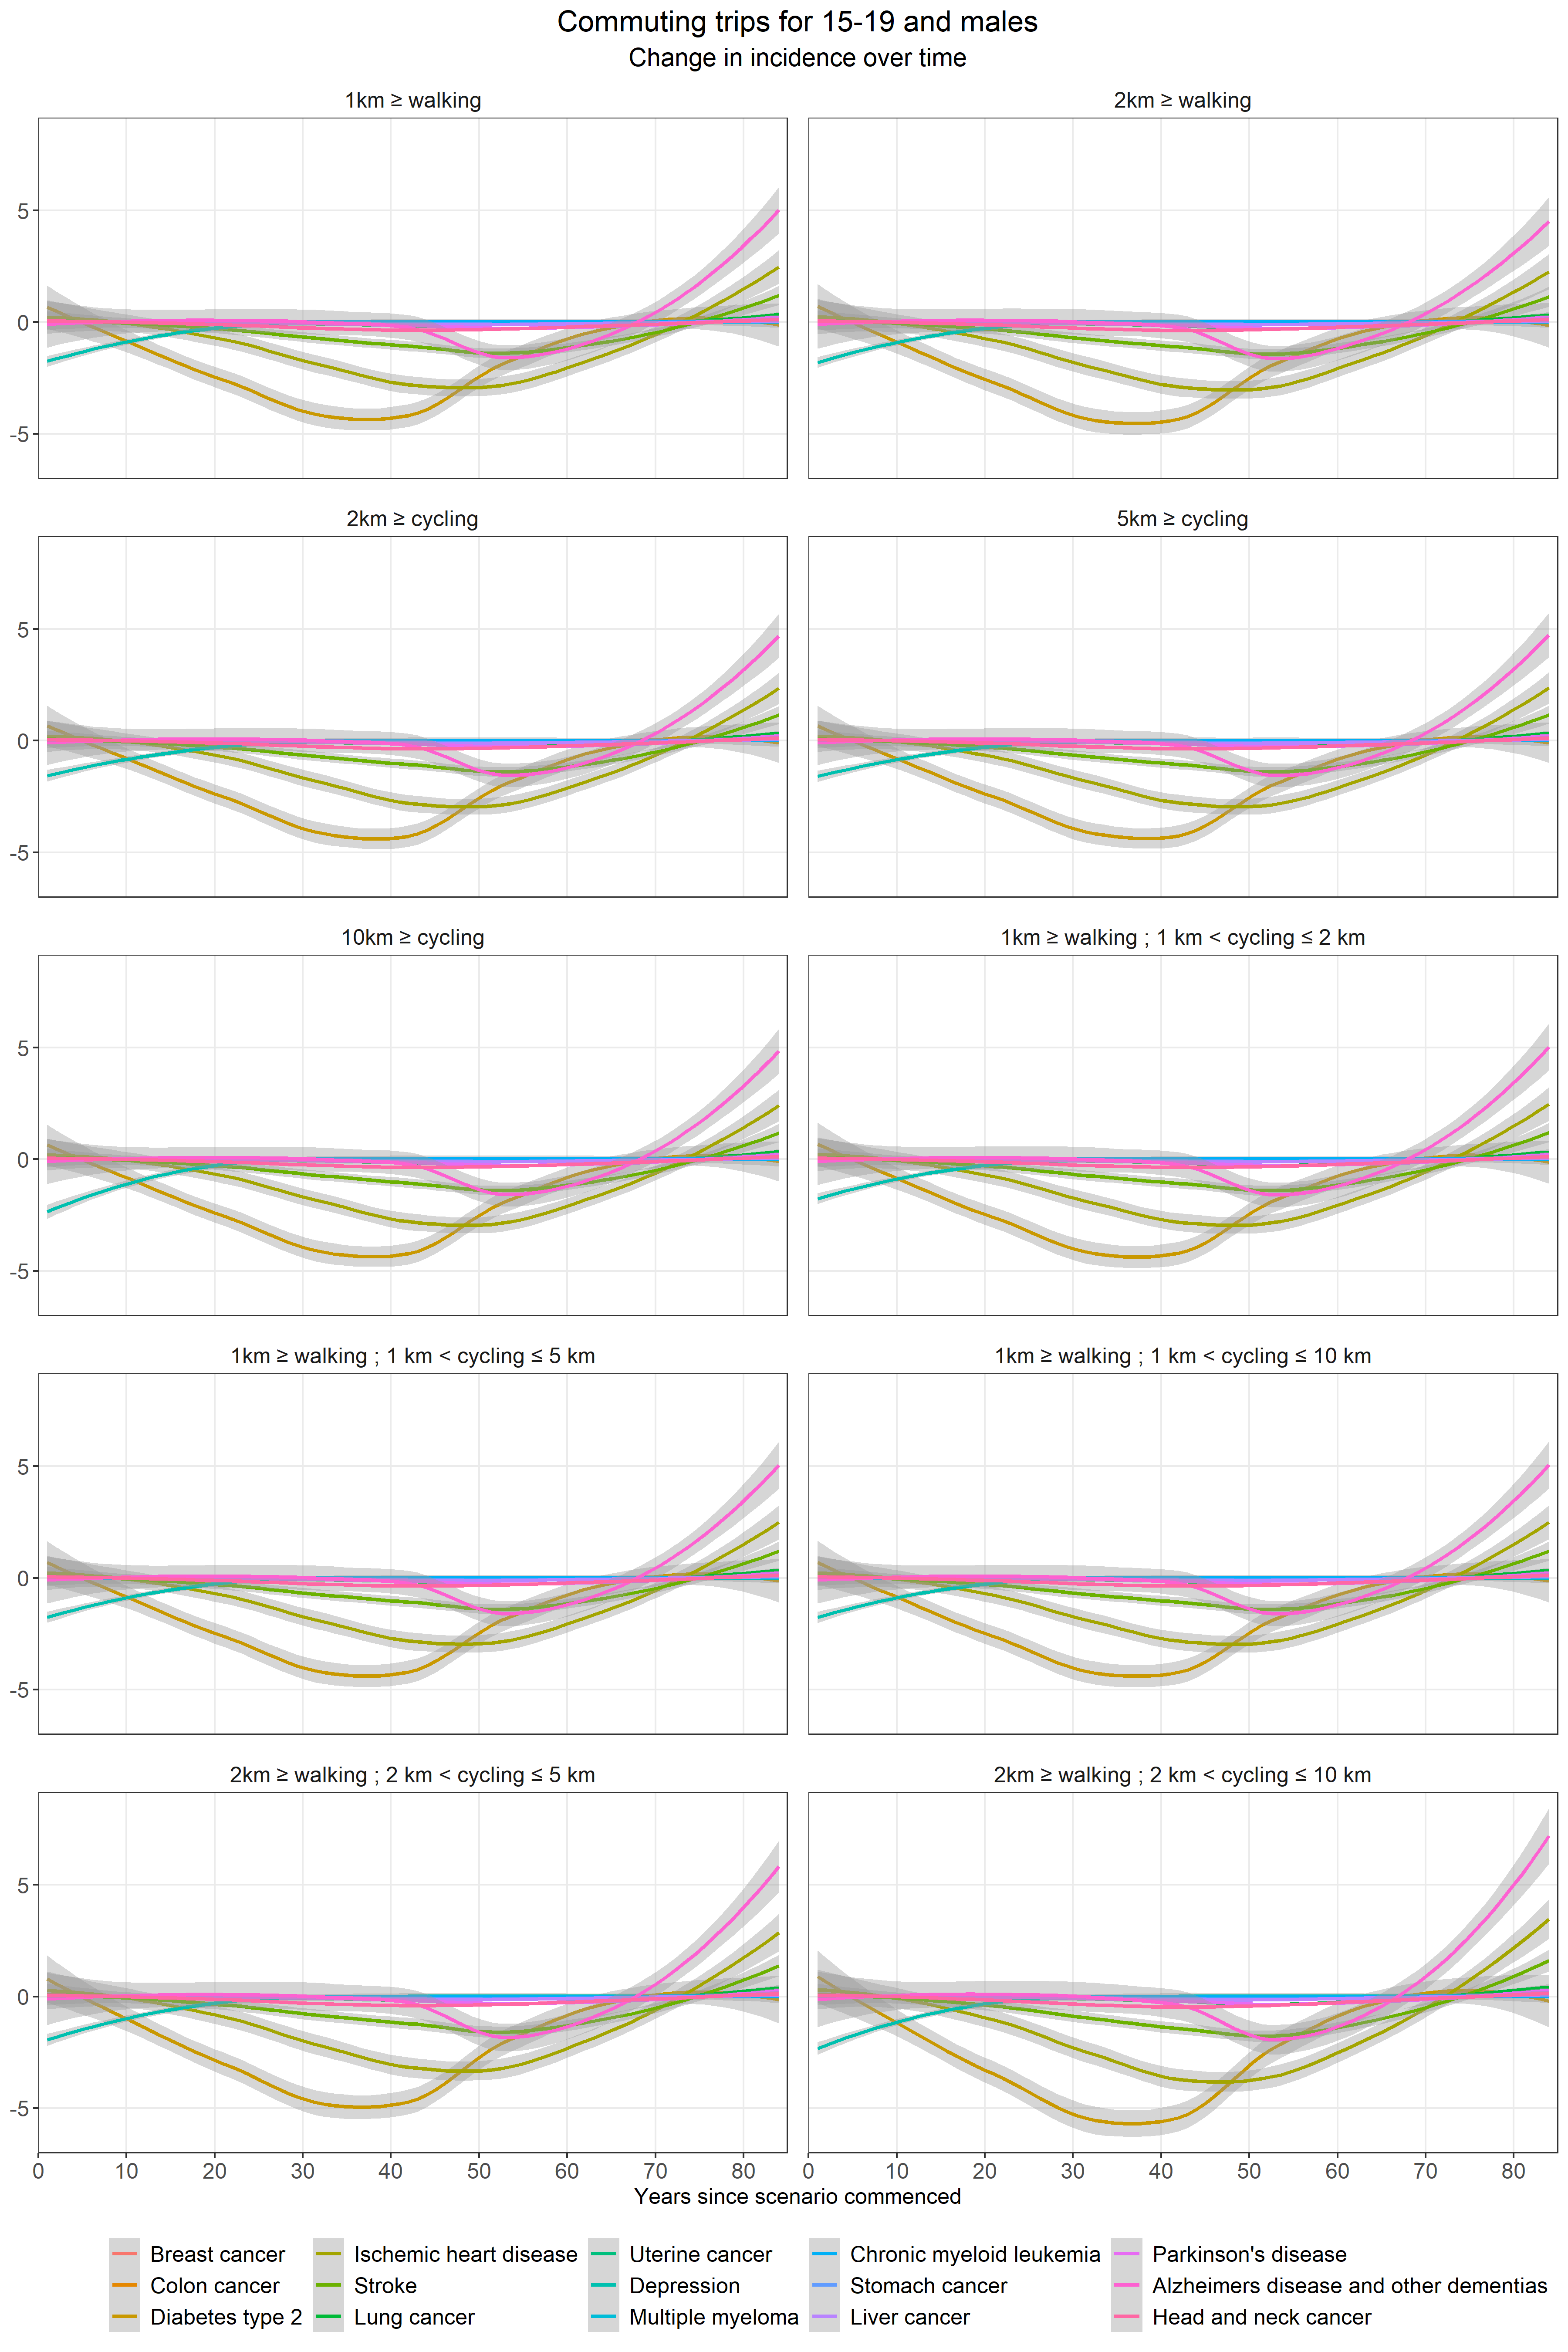 Commuting trips for 15-19 and males
Change in incidence over time
1km ≥ walking
2km ≥ walking
5
0
-5
2km ≥ cycling
5km ≥ cycling
5
0
-5
10km ≥ cycling
1km ≥ walking ; 1 km < cycling ≤ 2 km
5
0
-5
1km ≥ walking ; 1 km < cycling ≤ 5 km
1km ≥ walking ; 1 km < cycling ≤ 10 km
5
0
-5
2km ≥ walking ; 2 km < cycling ≤ 5 km
2km ≥ walking ; 2 km < cycling ≤ 10 km
5
0
-5
0 10 20 30 40 50 60 70 80
0 10 20 30 40 50 60 70 80
Years since scenario commenced
Breast cancer
Colon cancer
Diabetes type 2
Ischemic heart disease
Stroke
Lung cancer
Uterine cancer
Depression
Multiple myeloma
Chronic myeloid leukemia
Stomach cancer
Liver cancer
Parkinson's disease
Alzheimers disease and other dementias
Head and neck cancer